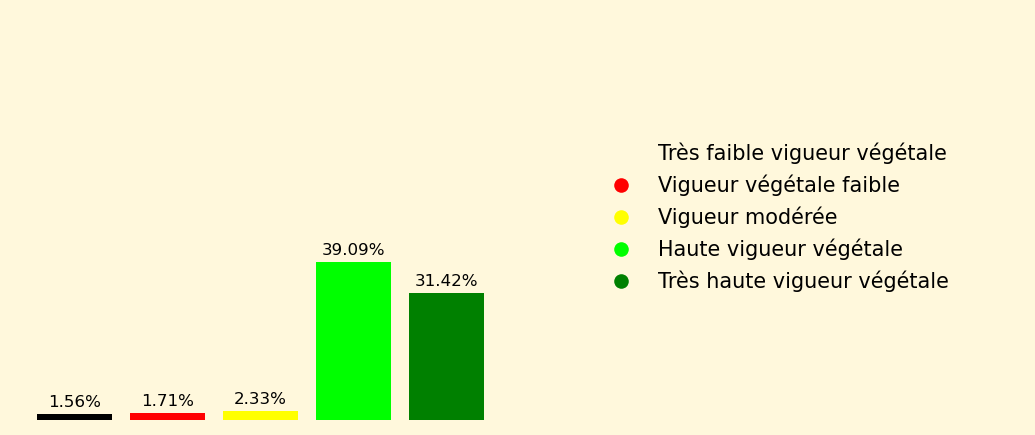 39.09%
31.42%
1.56%
1.71%
2.33%
Très faible vigueur végétale
Vigueur végétale faible
Vigueur modérée
Haute vigueur végétale
Très haute vigueur végétale